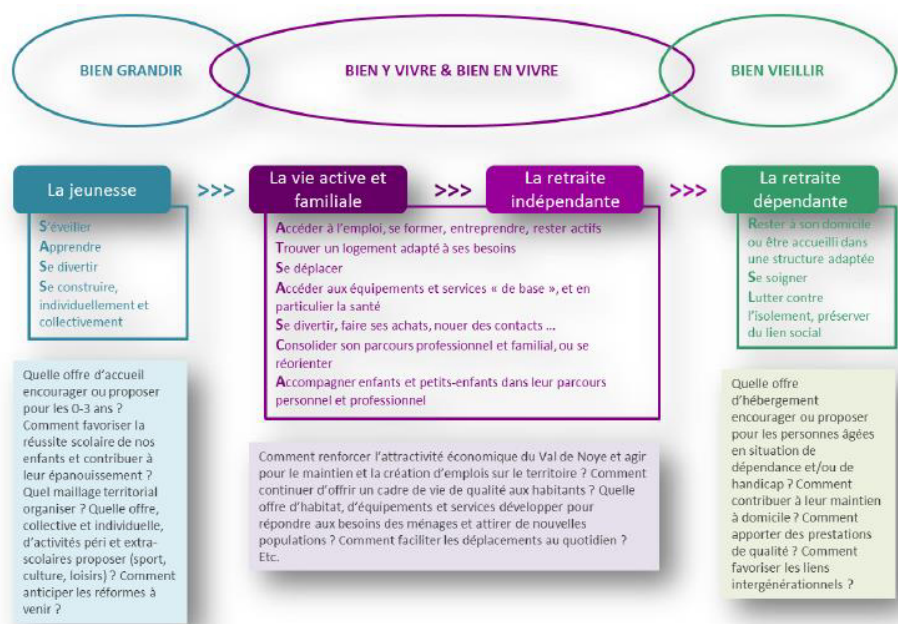 BIEN GRANDIR
BIEN Y VIVRE & BIEN EN VIVRE
BIEN VIEILLIR
La jeunesse
>>>
La vie active et
familiale
>>>
La retraite
indépendante
>>>
La retraite
dépendante
S'éveiller
Apprendre
Se divertir
Se construire,
individuellement et
collectivement
Accéder à l'emploi, se former, entreprendre, rester actifs
Trouver un logement adapté à ses besoins
Se déplacer
Accéder aux équipements et services « de base », et en
particulier la santé
Se divertir, faire ses achats, nouer des contacts ...
Consolider son parcours professionnel et familial, ou se
réorienter
Accompagner enfants et petits-enfants dans leur parcours
personnel et professionnel
Rester à son domicile
ou être accueilli dans
une structure adaptée
Se soigner
Lutter contre
l'isolement, préserver
du lien social
Quelle offre d'accueil
encourager ou proposer
pour les 0-3 ans ?
Comment favoriser la
réussite scolaire de nos
enfants et contribuer à
leur épanouissement ?
Quel maillage territorial
organiser ? Quelle offre,
collective et individuelle,
d'activités péri et extra-
scolaires proposer (sport,
culture, loisirs) ? Comment
anticiper les réformes à
venir ?
Comment renforcer l'attractivité économique du Val de Noye et agir
pour le maintien et la création d'emplois sur le territoire ? Comment
continuer d'offrir un cadre de vie de qualité aux habitants ? Quelle
offre d'habitat, d'équipements et services développer pour
répondre aux besoins des ménages et attirer de nouvelles
populations ? Comment faciliter les déplacements au quotidien ?
Etc.
Quelle offre
d'hébergement
encourager ou proposer
pour les personnes âgées
en situation de
dépendance et/ou de
handicap ? Comment
contribuer à leur maintien
à domicile ? Comment
apporter des prestations
de qualité ? Comment
favoriser les liens
intergénérationnels ?